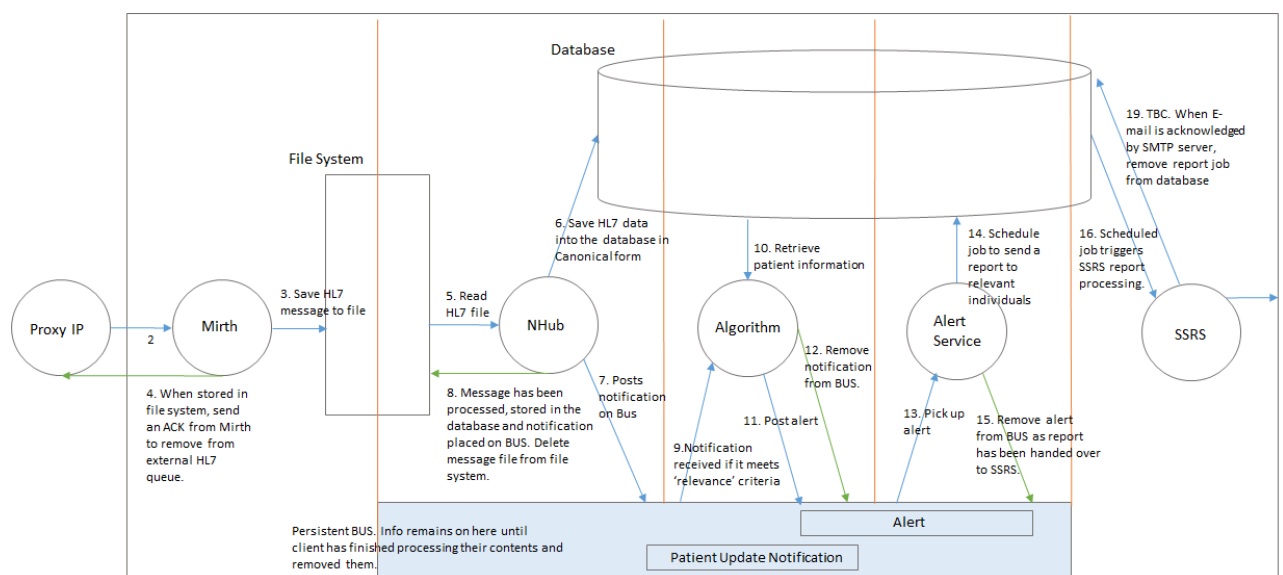 Database
File System
Proxy IP
2
Mirth
3. Save HL7
message to file
4. When stored in
file system, send
an ACK from Mirth
to remove from
external HL7
queue.
5. Read
HL7 file
NHub
6. Save HL7 data
into the database in
Canonical form
7. Posts
notification
on Bus
8. Message has been
processed, stored in the
database and notification
placed on BUS. Delete
message file from file
system.
9.Notification
received if it meets
‘relevance’ criteria
10. Retrieve
patient information
Algorithm
11. Post alert
12. Remove
notification
from BUS.
13. Pick up
alert
14. Schedule
job to send a
report to
relevant
individuals
Alert
Service
15. Remove alert
from BUS as report
has been handed over
to SSRS.
16. Scheduled
job triggers
SSRS report
processing.
19. TBC. When E-
mail is acknowledged
by SMTP server,
remove report job
from database
SSRS
Persistent BUS. Info remains on here until
client has finished processing their contents and
removed them.
Alert
Patient Update Notification